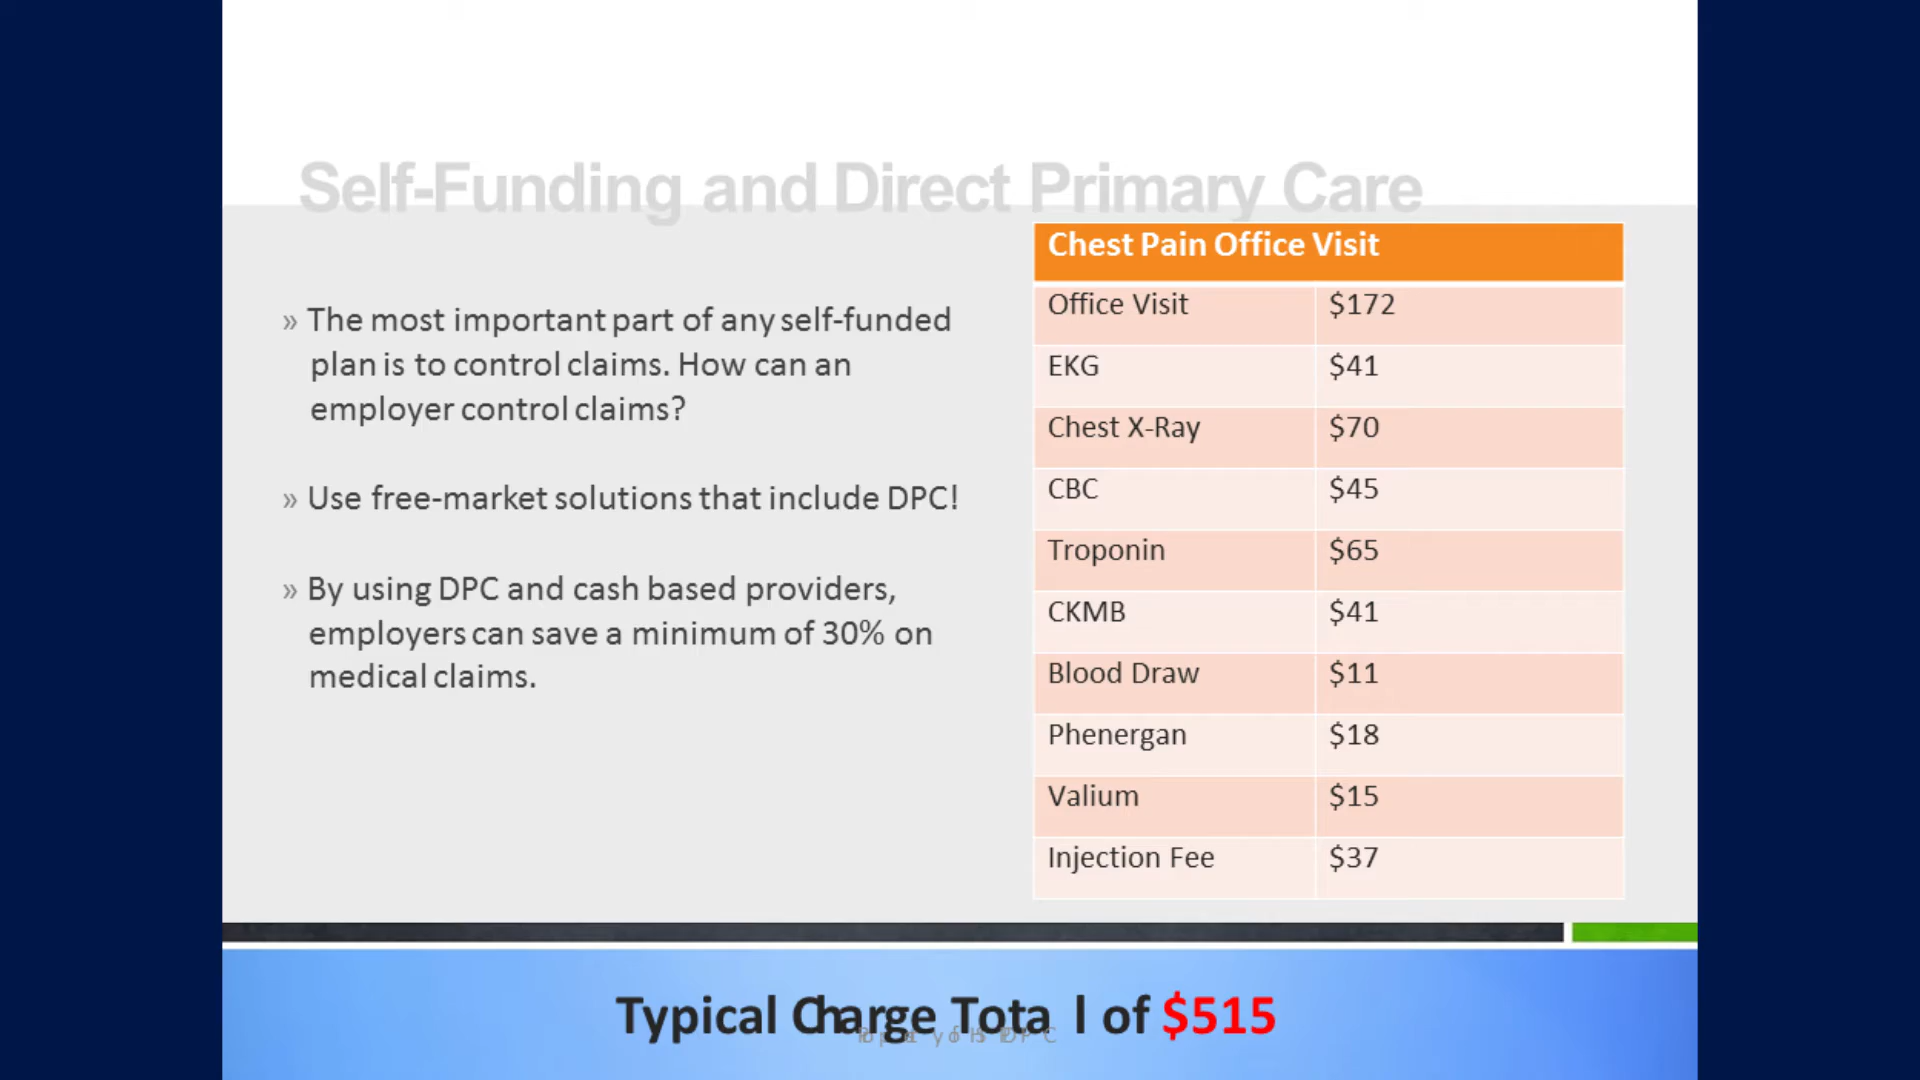 Self-Funding and Direct Primary Care
» The most important part of any self-funded
plan is to control claims. How can an
employer control claims?
» Use free-market solutions that include DPC!
» By using DPC and cash based providers,
employers can save a minimum of 30% on
medical claims.
Chest Pain Office Visit
Office Visit $172
EKG $41
Chest X-Ray $70
CBC $45
Troponin $65
CKMB $41
Blood Draw $11
Phenergan $18
Valium $15
Injection Fee $37
Typical Charge Total of $515